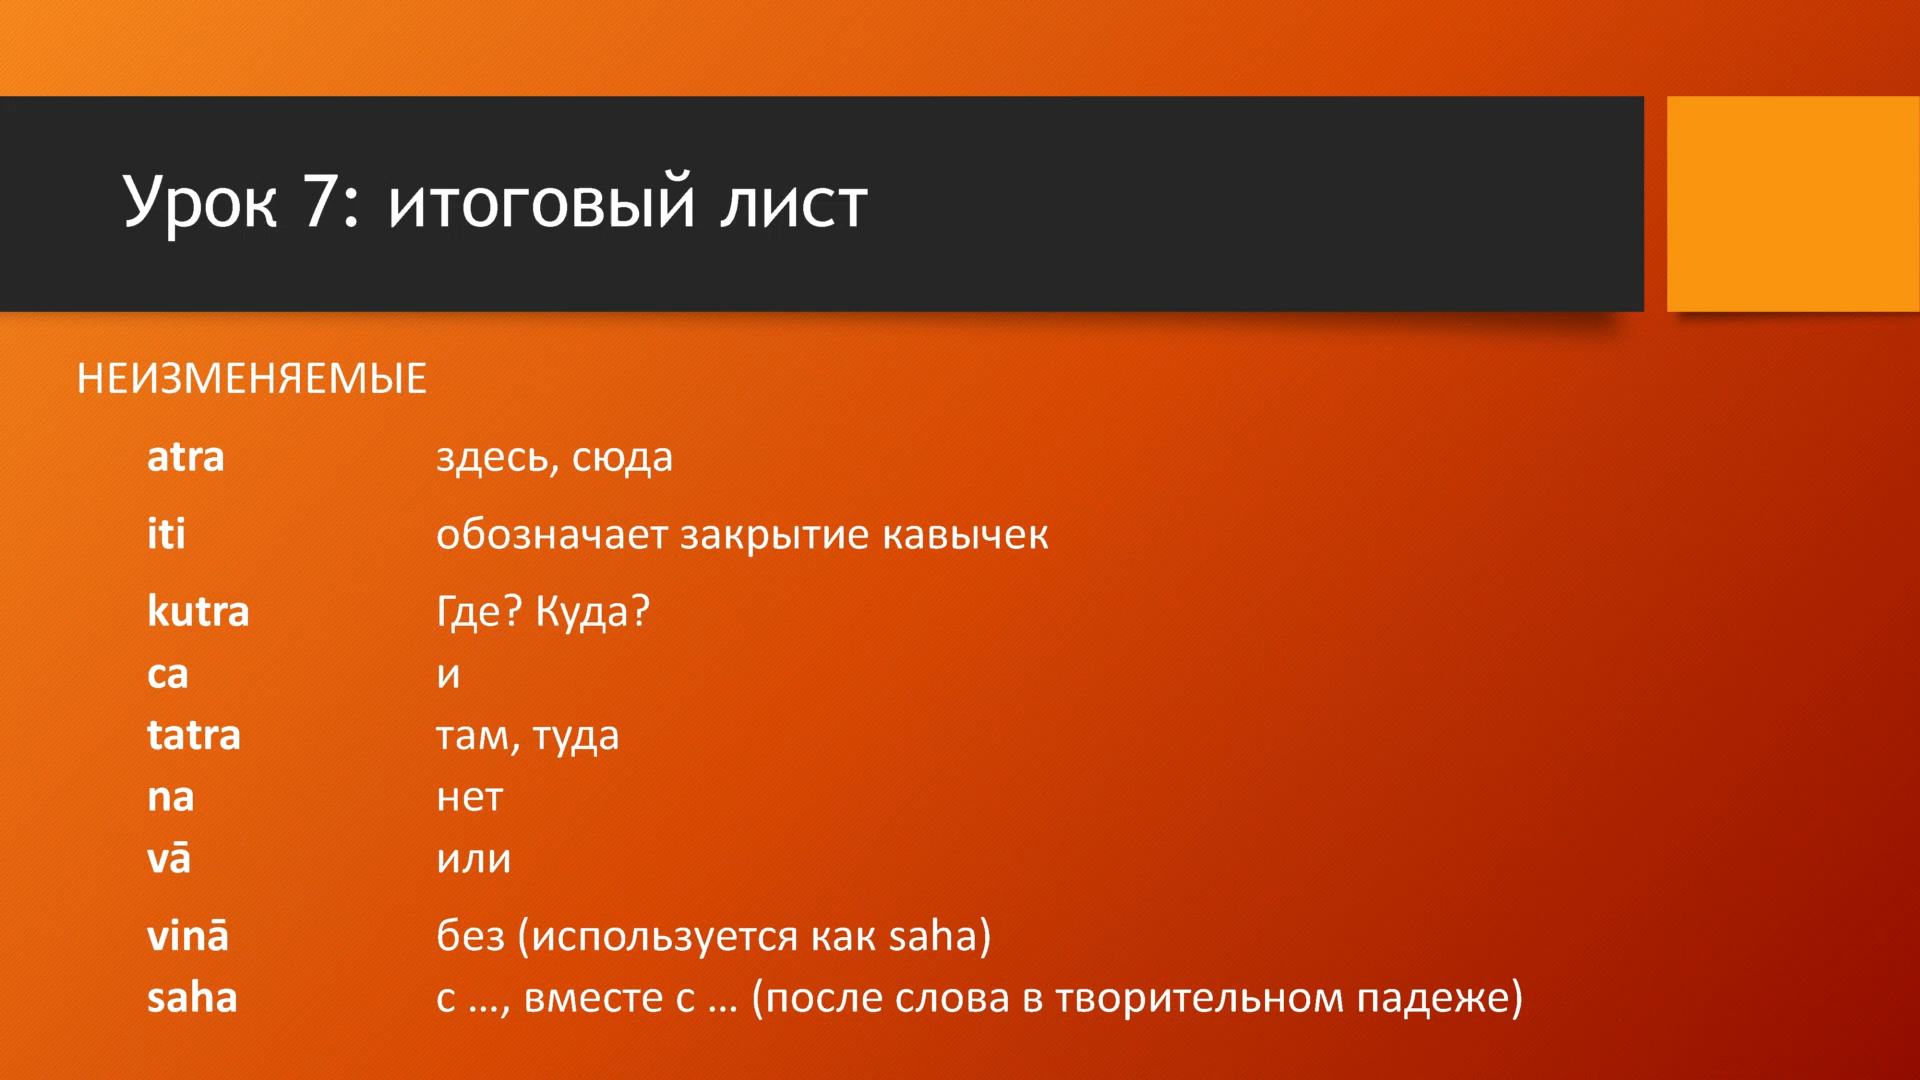 Урок 7: итоговый лист
НЕИЗМЕНЯЕМЫЕ
atra здесь, сюда
iti обозначает закрытие кавычек
kutra Где? Куда?
ca и
tatra там, туда
na нет
vā или
vinā без (используется как saha)
saha с ..., вместе с ... (после слова в творительном падеже)